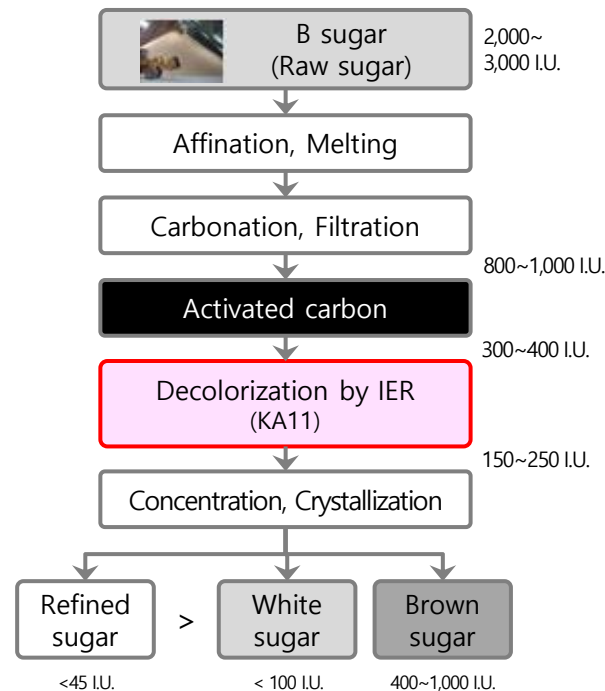 B sugar
(Raw sugar)
2,000~
3,000 I.U.
Affination, Melting
Carbonation, Filtration
800~1,000 I.U.
Activated carbon
300~400 I.U.
Decolorization by IER
(KA11)
150~250 I.U.
Concentration, Crystallization
Refined
sugar
>
White
sugar
Brown
sugar
<45 I.U.
< 100 I.U.
400~1,000 I.U.